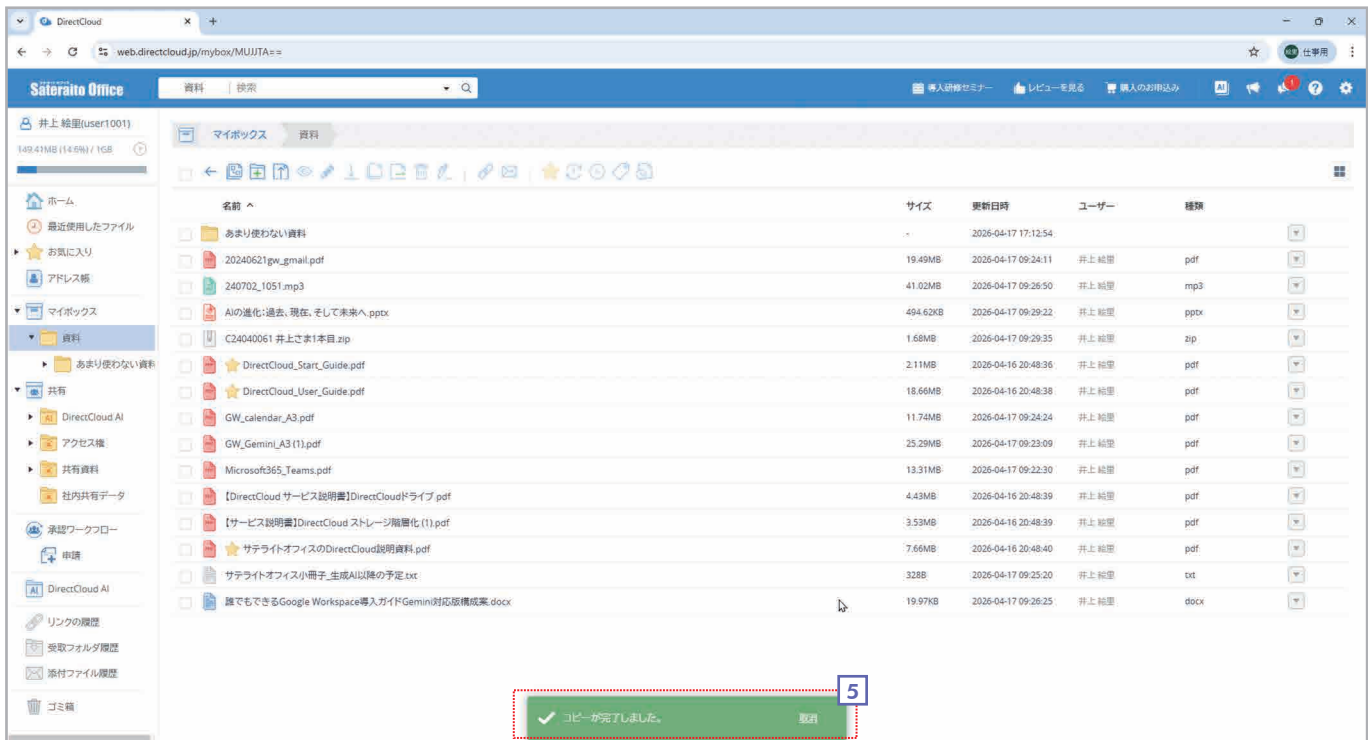 DirectCloud
web.directcloud.jp/mybox/MUJJTA==
仕事用
Sateraito Office
資料 検索
導入研修セミナー レビューを見る 購入のお申込み AI 1
井上 絵里(user1001)
149.41MB (14.6%) / 1GB
マイボックス 資料
ホーム
最近使用したファイル
お気に入り
アドレス帳
マイボックス
資料
あまり使わない資料
共有
DirectCloud AI
アクセス権
共有資料
社内共有データ
承認ワークフロー
申請
DirectCloud AI
リンクの履歴
受取フォルダ履歴
添付ファイル履歴
ゴミ箱
名前 サイズ 更新日時 ユーザー 種類
あまり使わない資料 - 2026-04-17 17:12:54
20240621gw_gmail.pdf 19.49MB 2026-04-17 09:24:11 井上 絵里 pdf
240702_1051.mp3 41.02MB 2026-04-17 09:26:50 井上 絵里 mp3
AIの進化:過去、現在、そして未来へ.pptx 494.62KB 2026-04-17 09:29:22 井上 絵里 pptx
C24040061 井上さま1本目.zip 1.68MB 2026-04-17 09:29:35 井上 絵里 zip
DirectCloud_Start_Guide.pdf 2.11MB 2026-04-16 20:48:36 井上 絵里 pdf
DirectCloud_User_Guide.pdf 18.66MB 2026-04-16 20:48:38 井上 絵里 pdf
GW_calendar_A3.pdf 11.74MB 2026-04-17 09:24:24 井上 絵里 pdf
GW_Gemini_A3 (1).pdf 25.29MB 2026-04-17 09:23:09 井上 絵里 pdf
Microsoft365_Teams.pdf 13.31MB 2026-04-17 09:22:30 井上 絵里 pdf
【DirectCloud サービス説明書】DirectCloudドライブ.pdf 4.43MB 2026-04-16 20:48:39 井上 絵里 pdf
【サービス説明書】DirectCloud ストレージ階層化 (1).pdf 3.53MB 2026-04-16 20:48:39 井上 絵里 pdf
サテライトオフィスのDirectCloud説明資料.pdf 7.66MB 2026-04-16 20:48:40 井上 絵里 pdf
サテライトオフィス小冊子_生成AI以降の予定.txt 328B 2026-04-17 09:25:20 井上 絵里 txt
誰でもできるGoogle Workspace導入ガイドGemini対応版構成案.docx 19.97KB 2026-04-17 09:26:25 井上 絵里 docx
5
コピーが完了しました。 取消